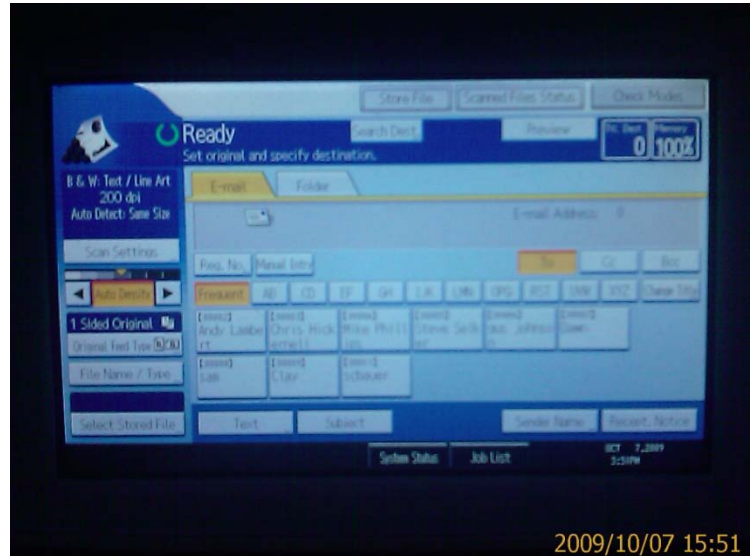 Store File Scanned Files Status Check Modes
Ready
Search Dest. Preview
Memory
Set original and specify destination.
0 100%
B & W: Text / Line Art
200 dpi
Auto Detect: Same Size
E-mail Folder
E-mail Address: 0
Scan Settings
Reg. No. Manual Entry To Cc Bcc
Auto Density
Frequent AB CD EF GH IJK LMN OPQ RST UVW XYZ Change Title
1 Sided Original
Andy Lambe Chris Hick Mike Philli Steve
rt
Original Feed Type
File Name / Type
Sam Clay schauer
Select Stored File Text Subject Sender Name Recept. Notice
System Status Job List
OCT 7,2009
3:51PM
2009/10/07 15:51